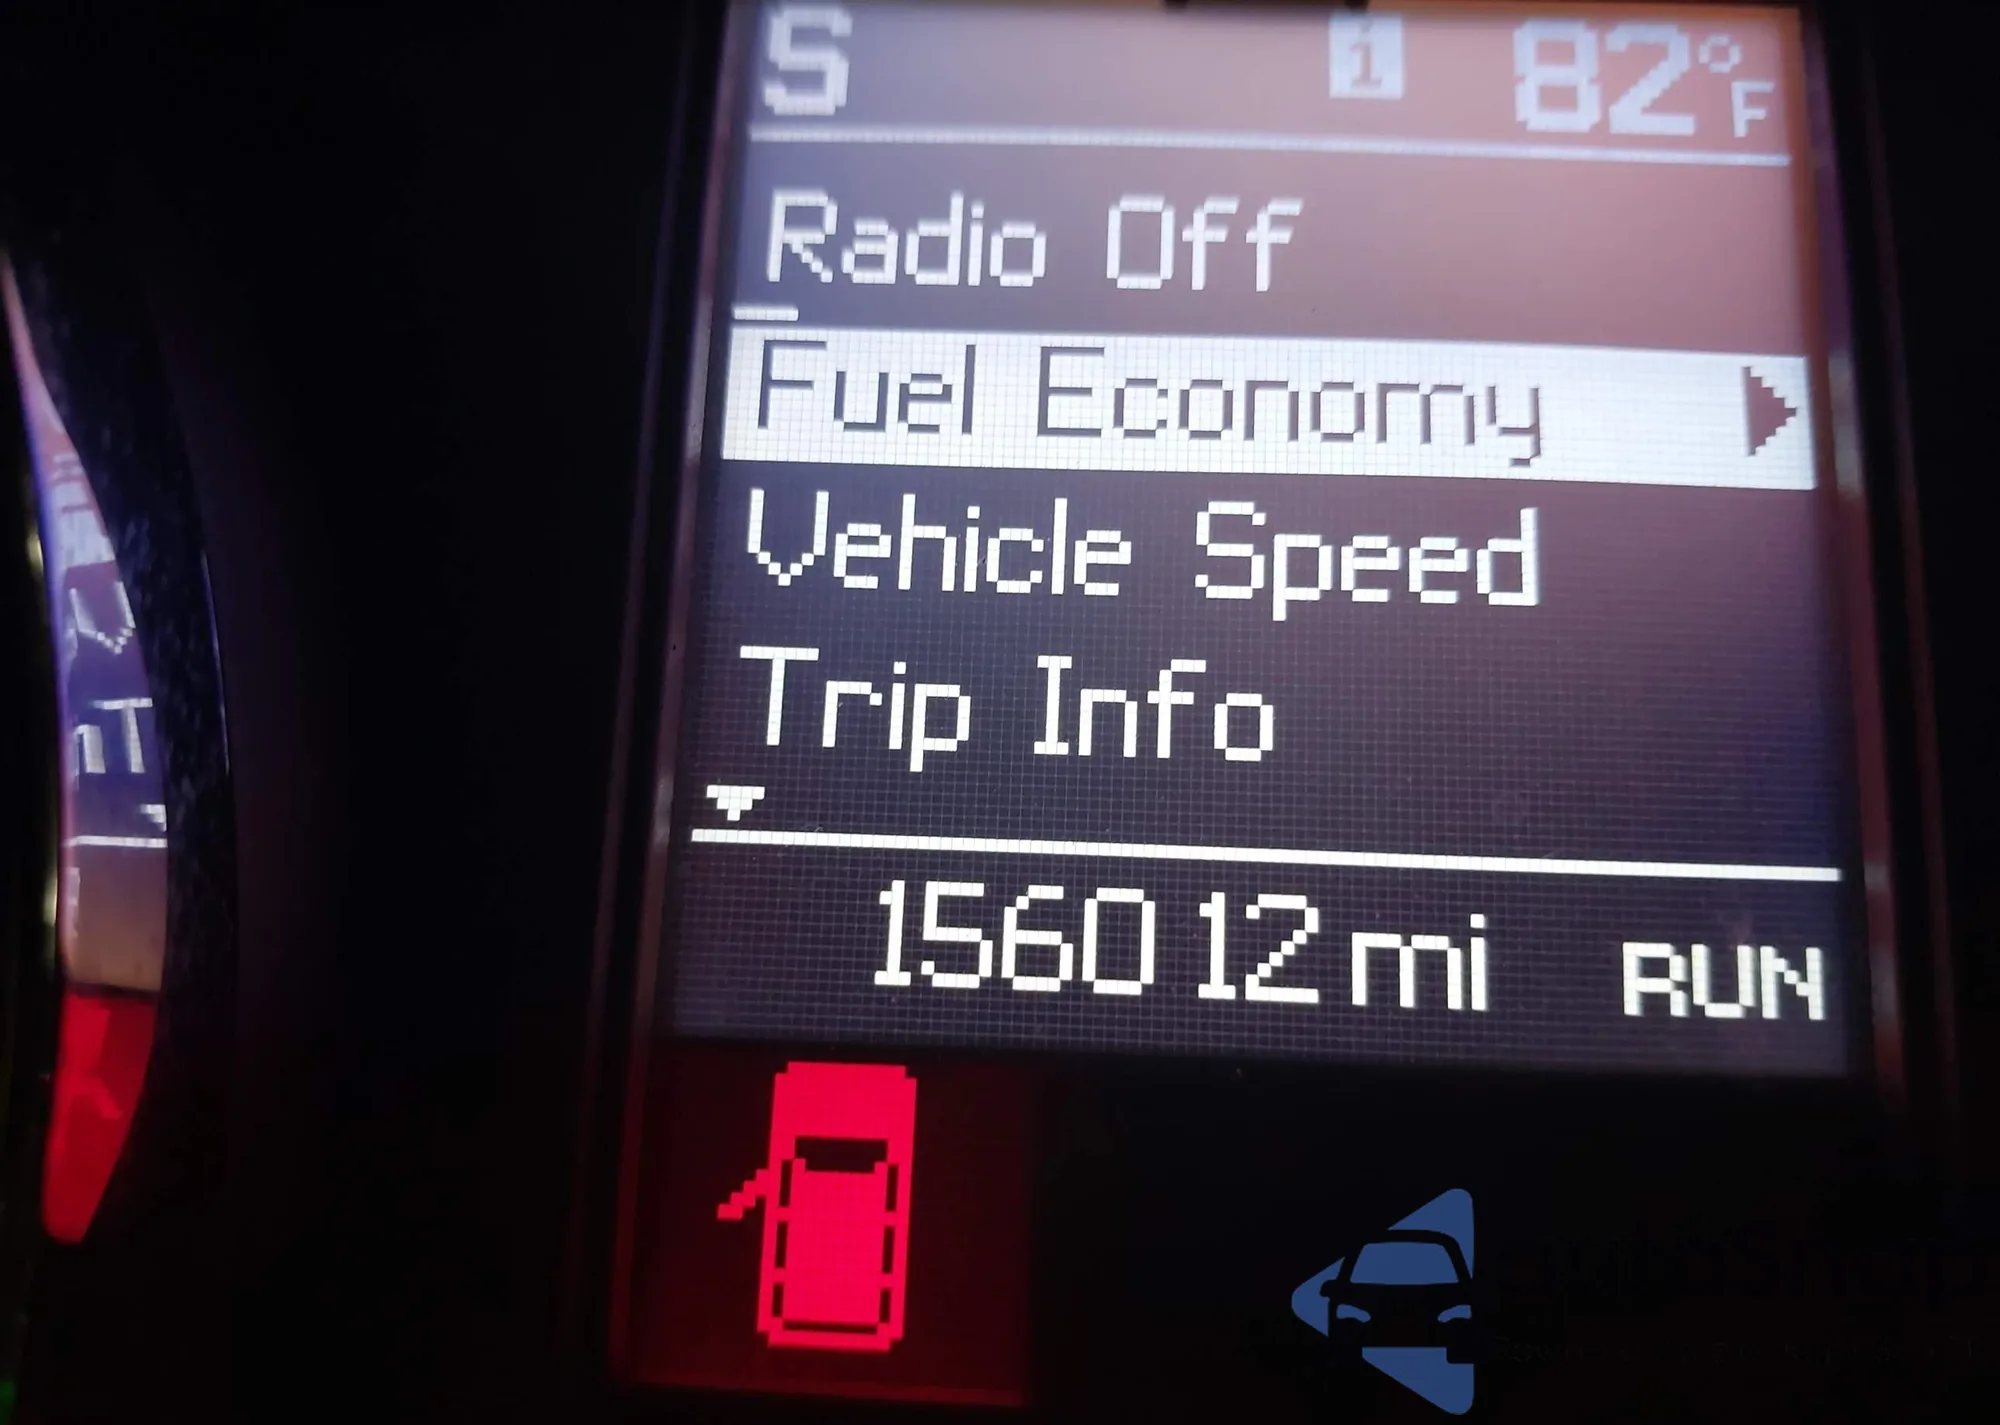 S i 82°F
Radio Off
Fuel Economy
Vehicle Speed
Trip Info
156012 mi RUN